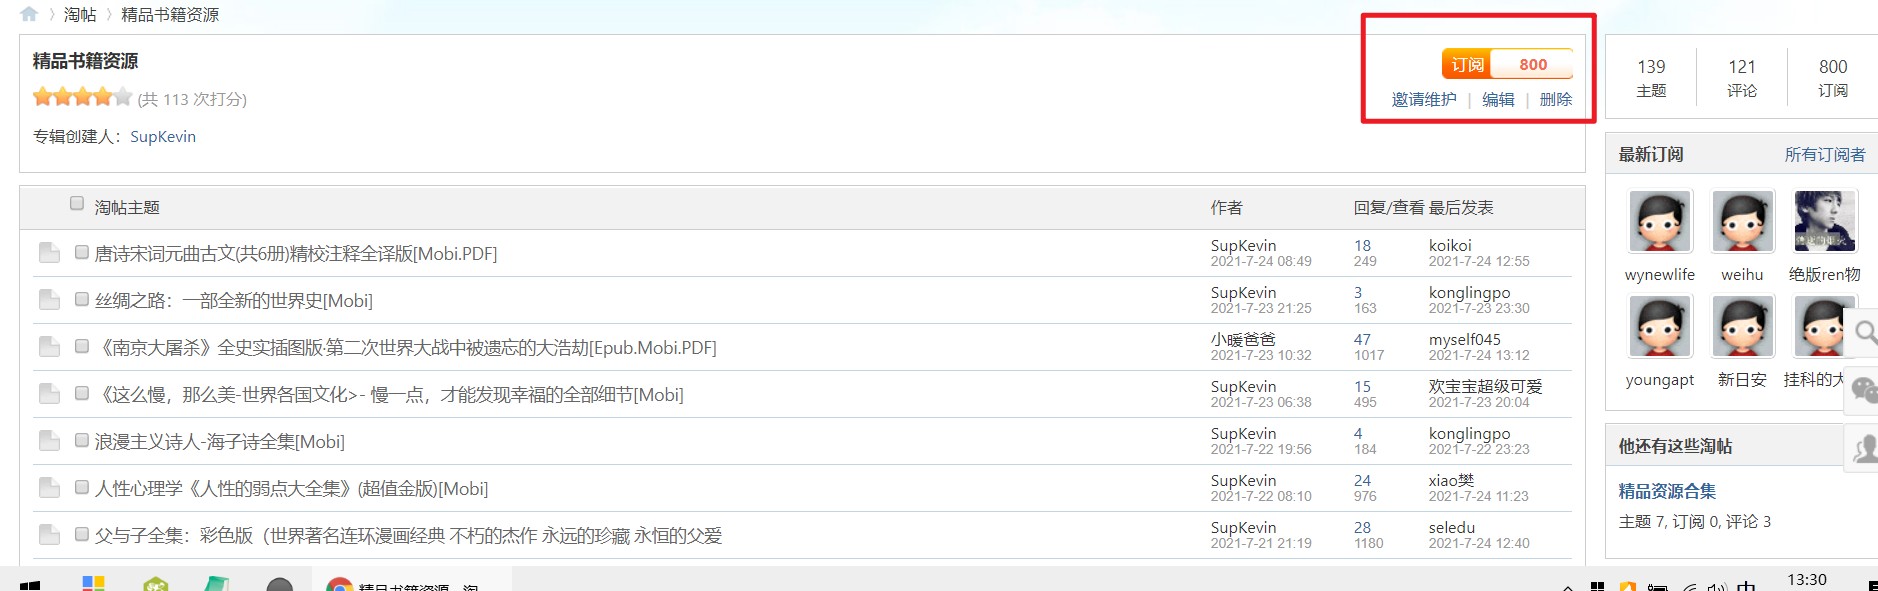 淘帖 〉 精品书籍资源
精品书籍资源
(共 113 次打分)
专辑创建人: SupKevin
订阅 800
邀请维护 | 编辑 | 删除
139 121 800
主题 评论 订阅
淘帖主题 作者 回复/查看 最后发表
唐诗宋词元曲古文(共6册)精校注释全译版[Mobi.PDF] SupKevin 18 koikoi
2021-7-24 08:49 249 2021-7-24 12:55
丝绸之路：一部全新的世界史[Mobi] SupKevin 3 konglingpo
2021-7-23 21:25 163 2021-7-23 23:30
《南京大屠杀》全史实插图版·第二次世界大战中被遗忘的大浩劫[Epub.Mobi.PDF] 小暖爸爸 47 myself045
2021-7-23 10:32 1017 2021-7-24 13:12
《这么慢，那么美-世界各国文化>- 慢一点，才能发现幸福的全部细节[Mobi] SupKevin 15 欢宝宝超级可爱
2021-7-23 06:38 495 2021-7-23 20:04
浪漫主义诗人-海子诗全集[Mobi] SupKevin 4 konglingpo
2021-7-22 19:56 184 2021-7-22 23:23
人性心理学《人性的弱点大全集》(超值金版)[Mobi] SupKevin 24 xiao樊
2021-7-22 08:10 976 2021-7-24 11:23
父与子全集：彩色版（世界著名连环漫画经典 不朽的杰作 永远的珍藏 永恒的父爱 SupKevin 28 seledu
2021-7-21 21:19 1180 2021-7-24 12:40
最新订阅 所有订阅者
wynewlife weihu 绝版ren物
youngapt 新日安 挂科的大
他还有这些淘帖
精品资源合集
主题 7, 订阅 0, 评论 3
精品书籍资源 - 淘
中 13:30